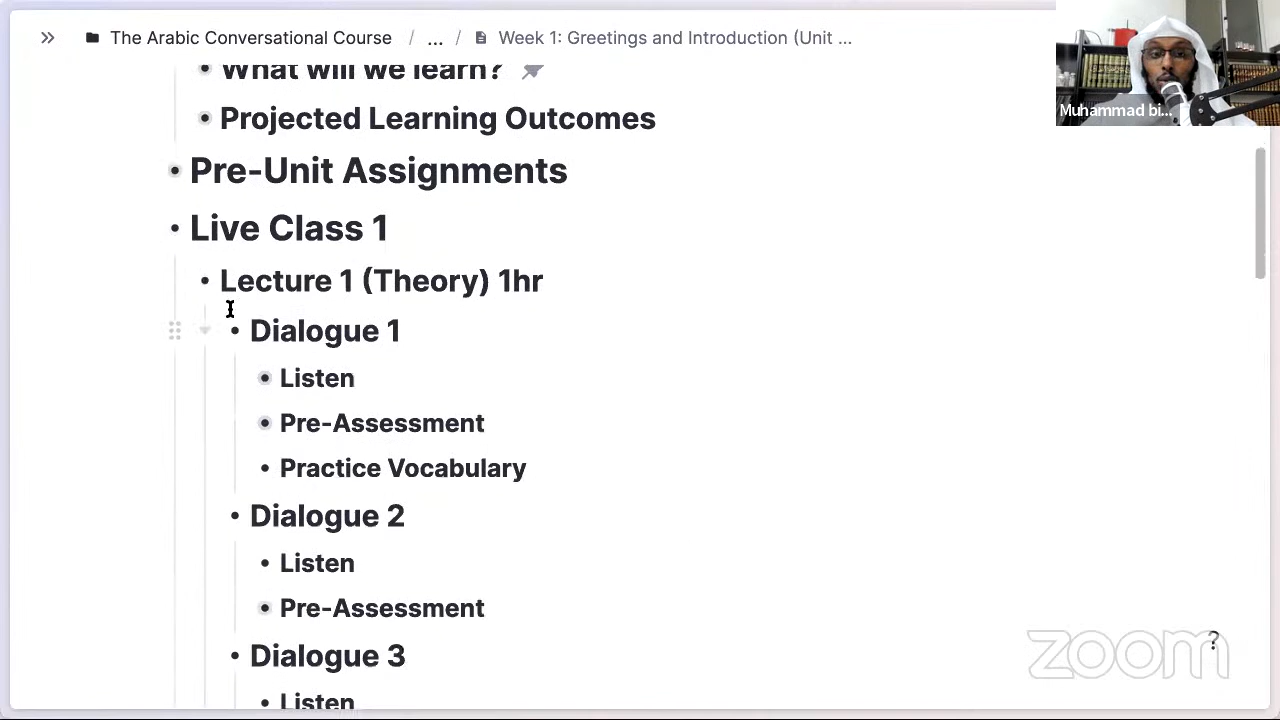 The Arabic Conversational Course / ... / Week 1: Greetings and Introduction (Unit ...
Muhammad bi...
What will we learn?
Projected Learning Outcomes
Pre-Unit Assignments
Live Class 1
Lecture 1 (Theory) 1hr
Dialogue 1
Listen
Pre-Assessment
Practice Vocabulary
Dialogue 2
Listen
Pre-Assessment
Dialogue 3
Listen
zoom
?